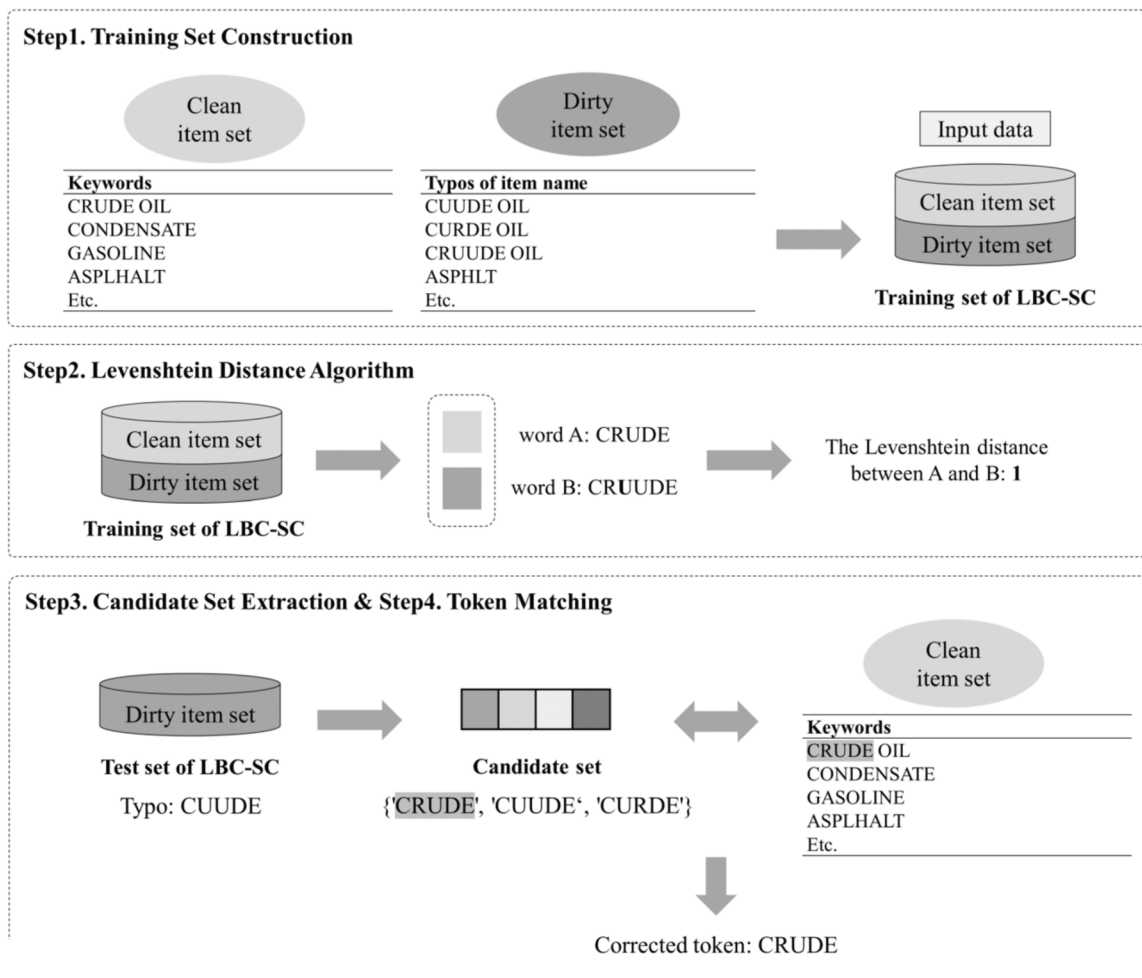 Step1. Training Set Construction
Clean
item set
Keywords
CRUDE OIL
CONDENSATE
GASOLINE
ASPLHALT
Etc.
Dirty
item set
Typos of item name
CUUDE OIL
CURDE OIL
CRUUDE OIL
ASPHLT
Etc.
Input data
Clean item set
Dirty item set
Training set of LBC-SC
Step2. Levenshtein Distance Algorithm
Clean item set
Dirty item set
Training set of LBC-SC
word A: CRUDE
word B: CRUUDE
The Levenshtein distance
between A and B: 1
Step3. Candidate Set Extraction & Step4. Token Matching
Dirty item set
Test set of LBC-SC
Typo: CUUDE
Candidate set
{'CRUDE', 'CUUDE‘, 'CURDE'}
Clean
item set
Keywords
CRUDE OIL
CONDENSATE
GASOLINE
ASPLHALT
Etc.
Corrected token: CRUDE